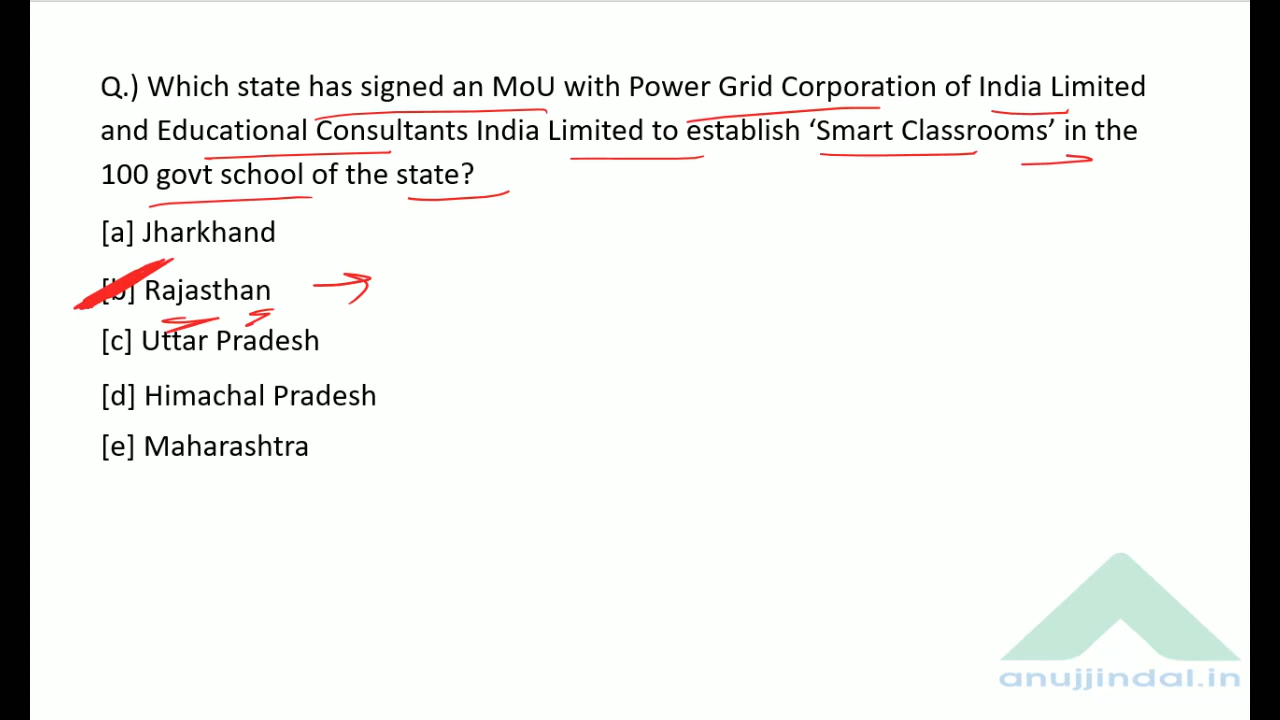 Q.) Which state has signed an MoU with Power Grid Corporation of India Limited
and Educational Consultants India Limited to establish ‘Smart Classrooms’ in the
100 govt school of the state?
[a] Jharkhand
[b] Rajasthan
[c] Uttar Pradesh
[d] Himachal Pradesh
[e] Maharashtra
anujjindal.in